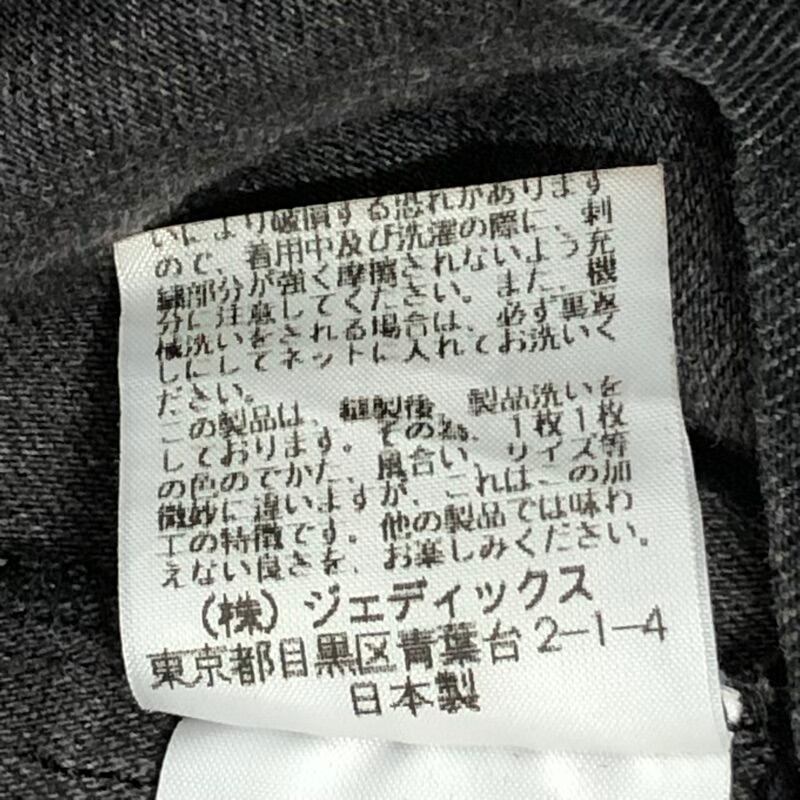 いにより破損する恐れがあります
ので、着用中及び洗濯の際に、刺
繍部分が強く摩擦されないよう充
分に注意してください。また、機
械洗いをされる場合は、必ず裏返
しにしてネットに入れてお洗いく
ださい。
この製品は、縫製後、製品洗いを
しております。その為、1枚1枚
の色のでかた、風合い、サイズ等
微妙に違いますが、これはこの加
工の特徴です。他の製品では味わ
えない良さを、お楽しみください。
(株)ジェディックス
東京都目黒区青葉台2-1-4
日本製